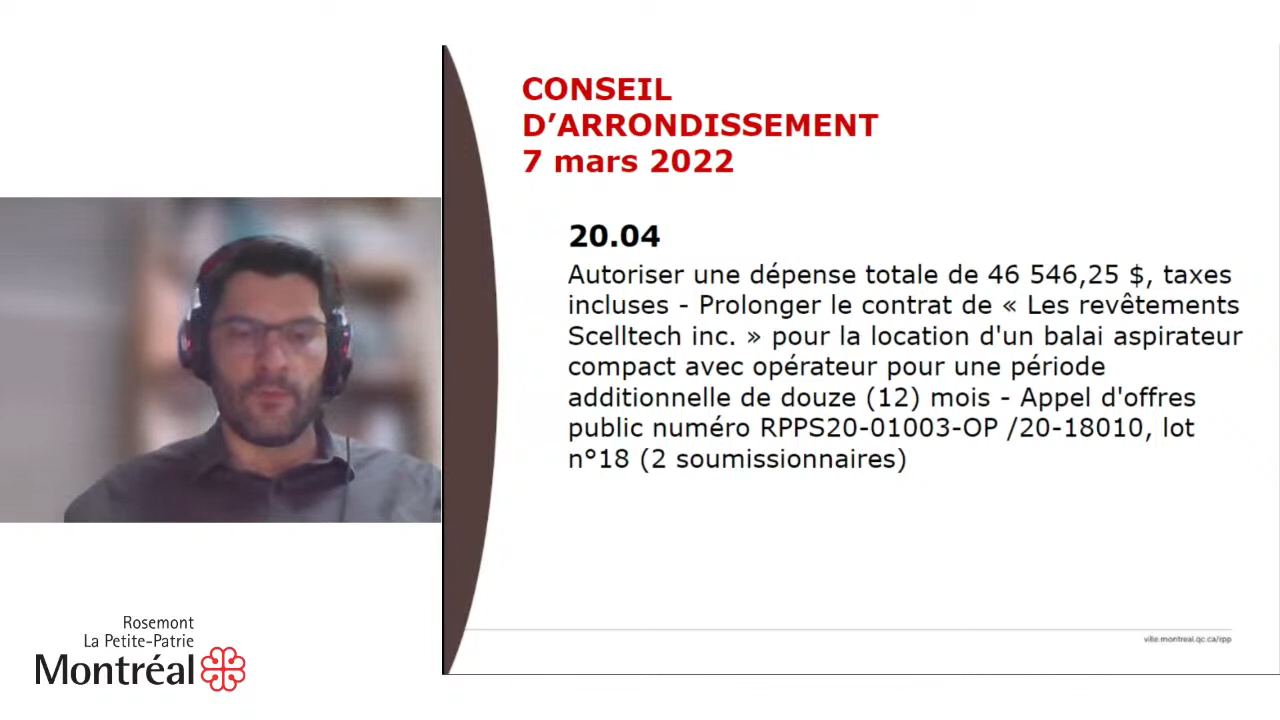 CONSEIL
D’ARRONDISSEMENT
7 mars 2022
20.04
Autoriser une dépense totale de 46 546,25 $, taxes
incluses - Prolonger le contrat de « Les revêtements
Scelltech inc. » pour la location d'un balai aspirateur
compact avec opérateur pour une période
additionnelle de douze (12) mois - Appel d'offres
public numéro RPPS20-01003-OP /20-18010, lot
n°18 (2 soumissionnaires)
ville.montreal.qc.ca/rpp
Rosemont
La Petite-Patrie
Montréal